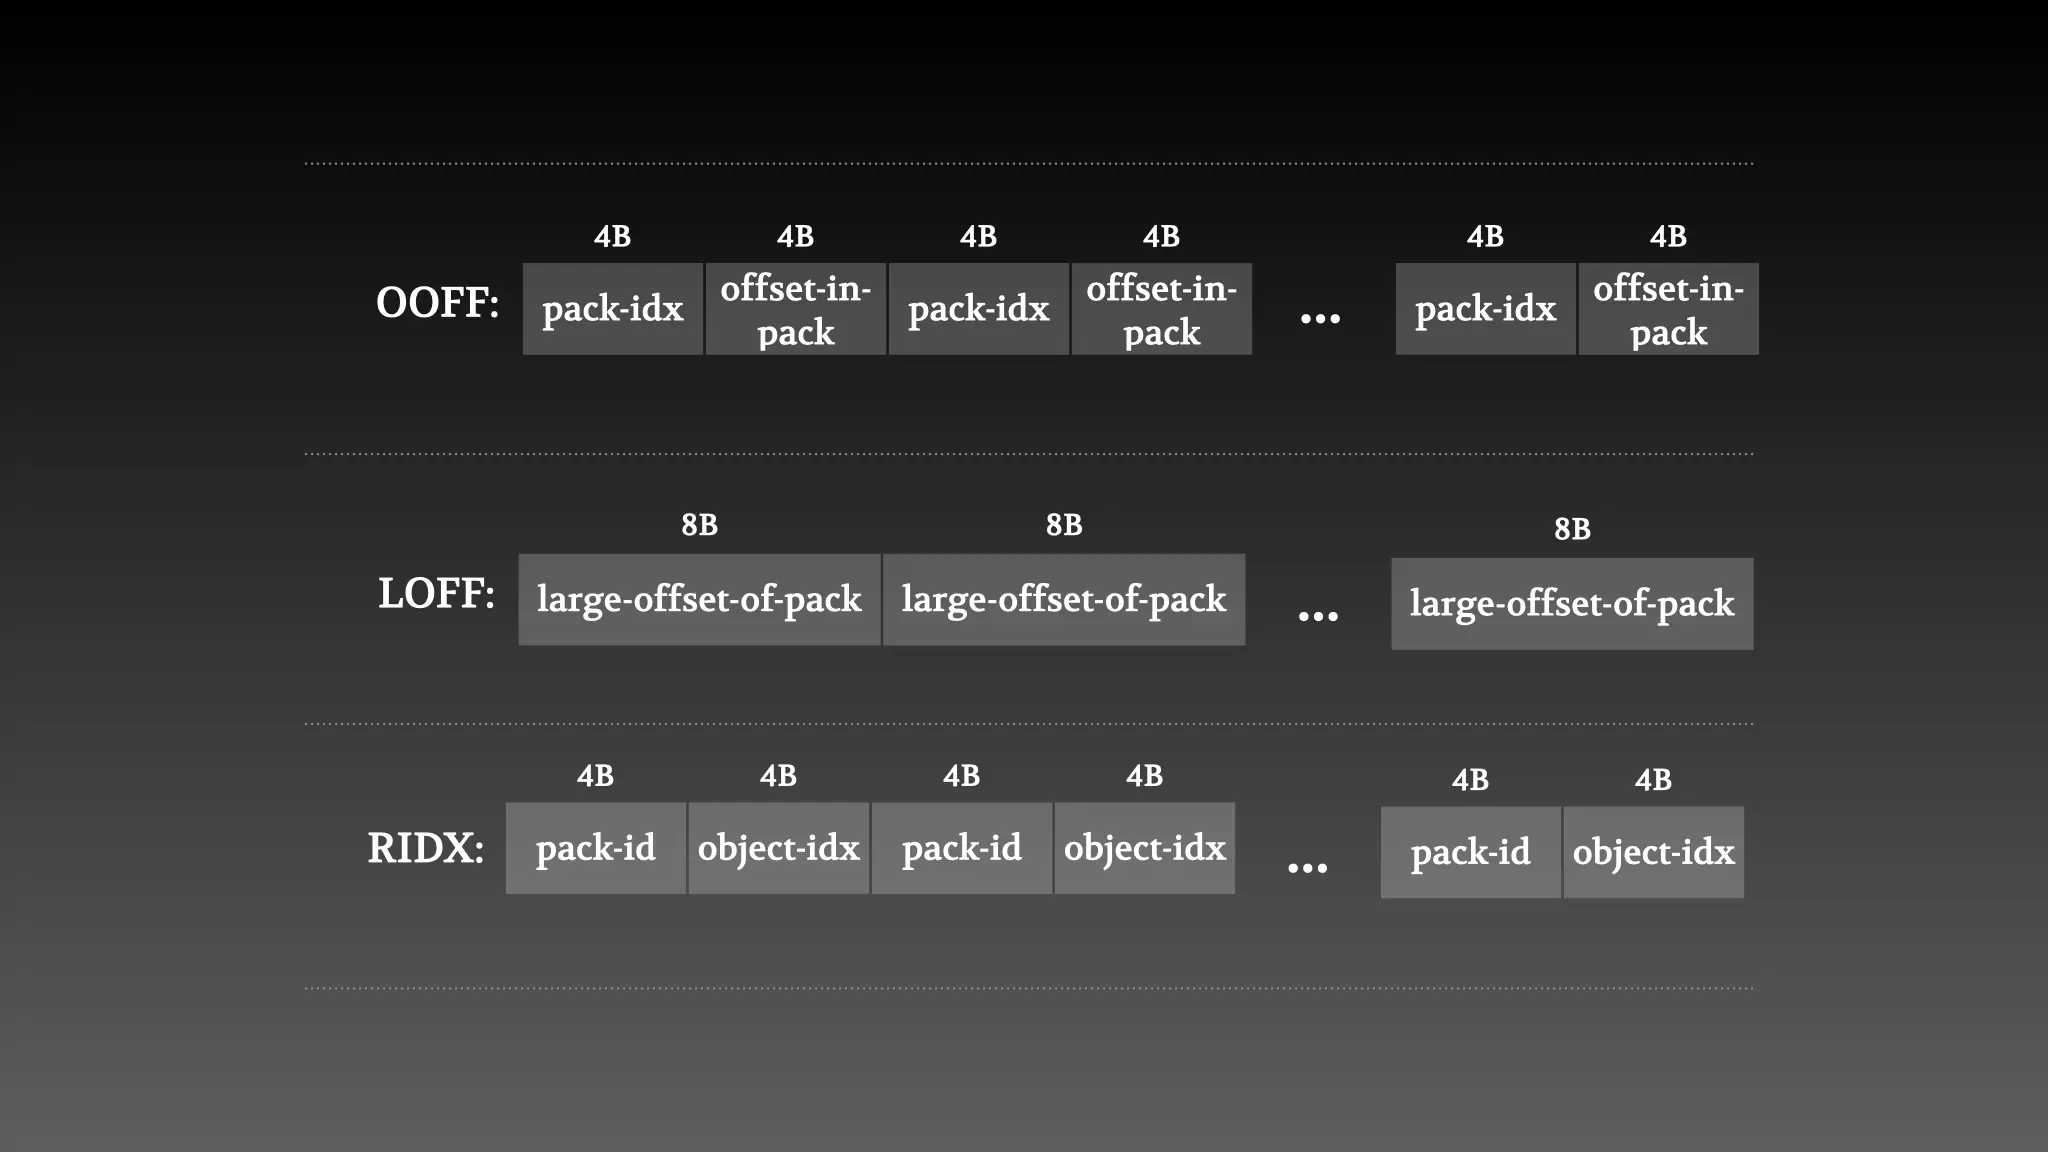 4B 4B 4B 4B 4B 4B
OOFF: pack-idx offset-in-pack pack-idx offset-in-pack ... pack-idx offset-in-pack
8B 8B 8B
LOFF: large-offset-of-pack large-offset-of-pack ... large-offset-of-pack
4B 4B 4B 4B 4B 4B
RIDX: pack-id object-idx pack-id object-idx ... pack-id object-idx